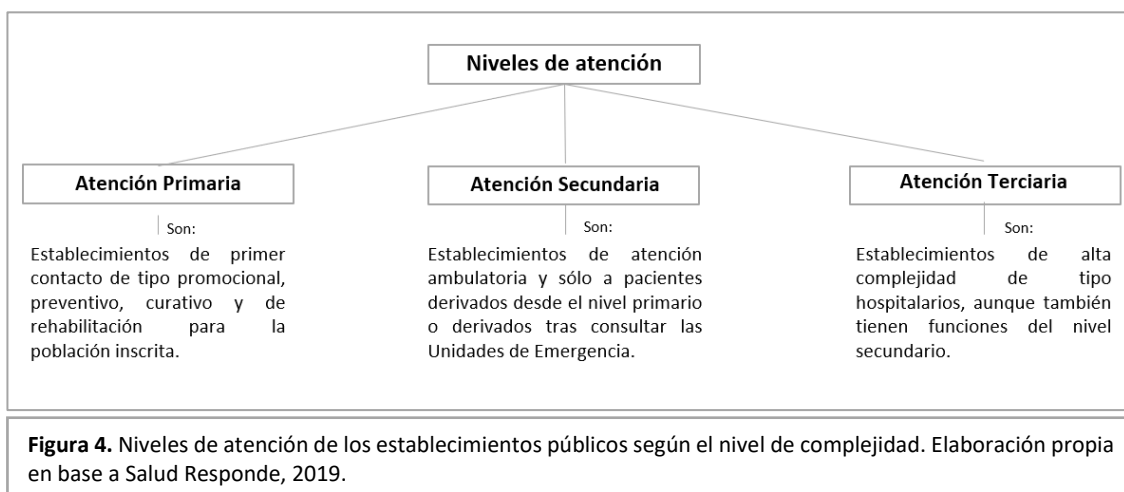 Niveles de atención
Atención Primaria
Son:
Establecimientos de primer
contacto de tipo promocional,
preventivo, curativo y de
rehabilitación para la
población inscrita.
Atención Secundaria
Son:
Establecimientos de atención
ambulatoria y sólo a pacientes
derivados desde el nivel primario
o derivados tras consultar las
Unidades de Emergencia.
Atención Terciaria
Son:
Establecimientos de alta
complejidad de tipo
hospitalarios, aunque también
tienen funciones del nivel
secundario.
Figura 4. Niveles de atención de los establecimientos públicos según el nivel de complejidad. Elaboración propia
en base a Salud Responde, 2019.